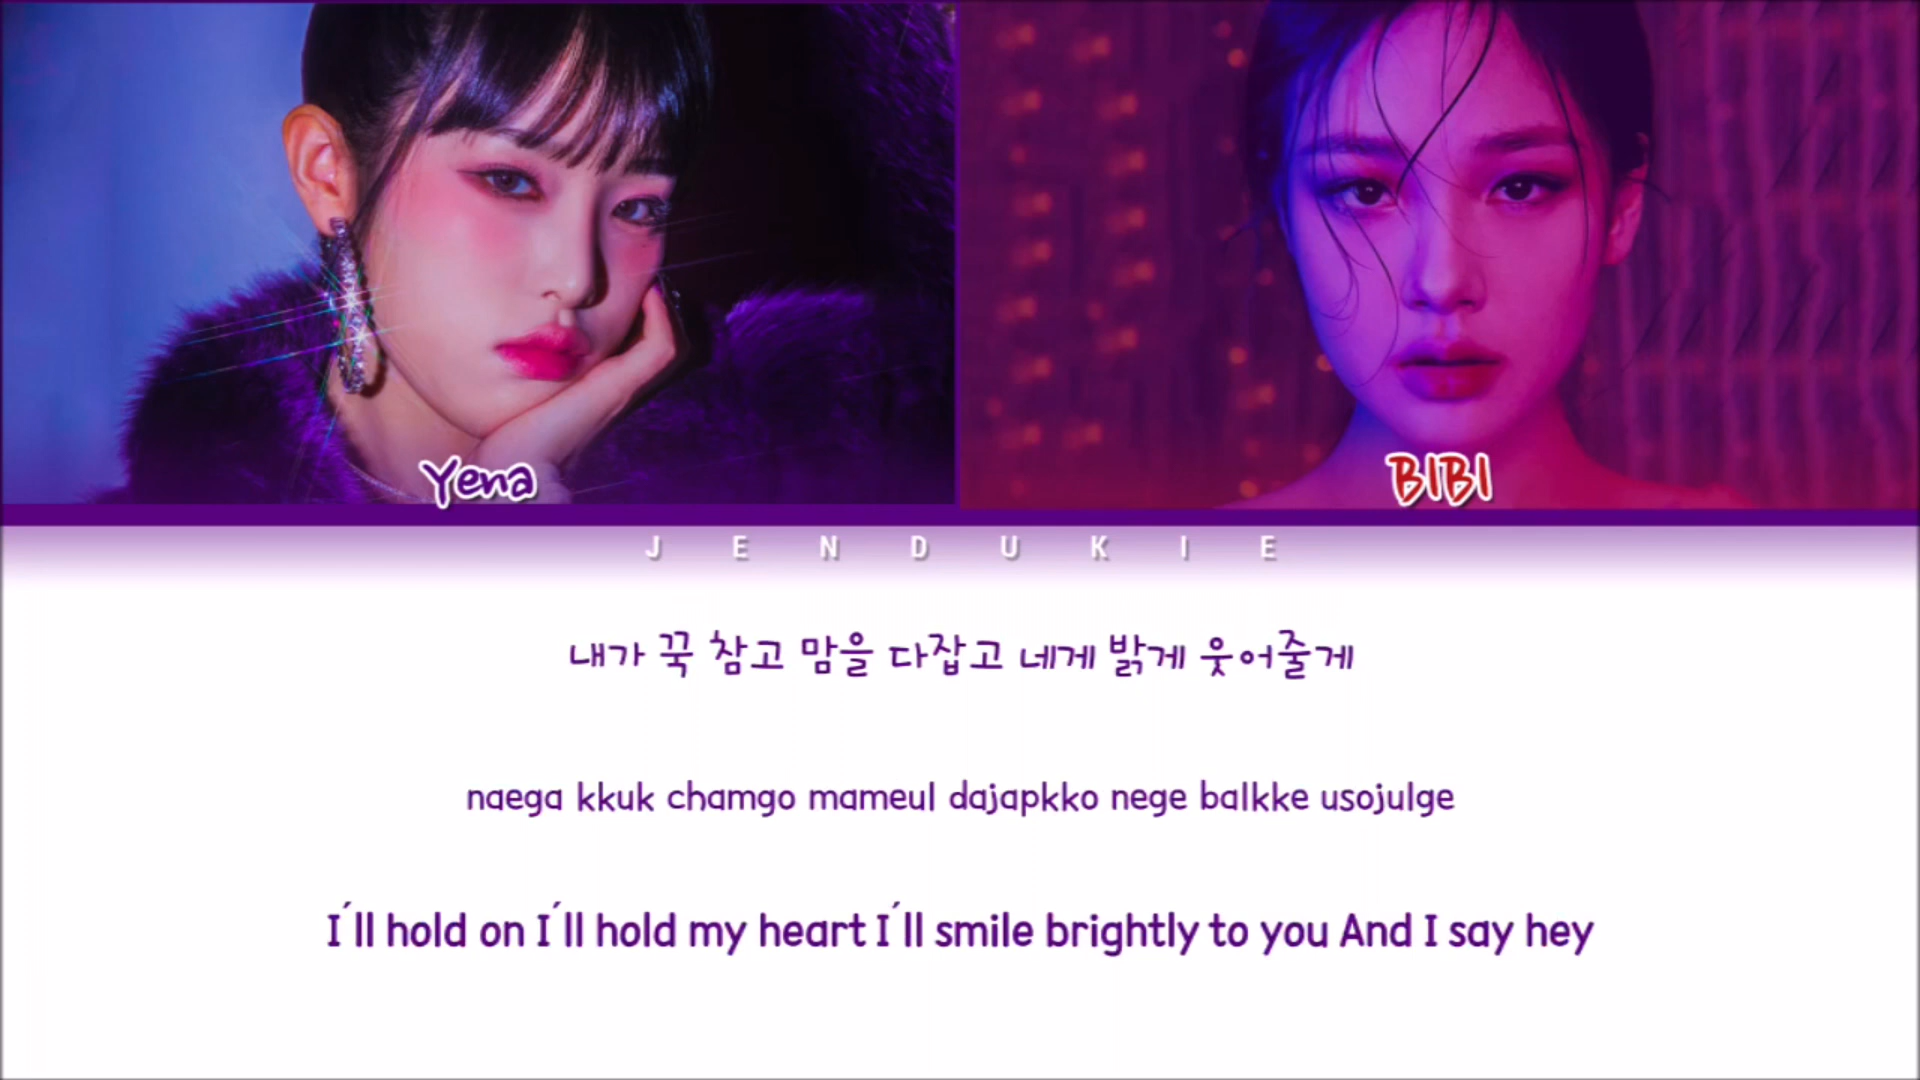 Yena
BIBI
JENDUKIE
내가 꾹 참고 맘을 다잡고 네게 밝게 웃어줄게
naega kkuk chamgo mameul dajapkko nege balkke usojulge
I´ll hold on I´ll hold my heart I´ll smile brightly to you And I say hey